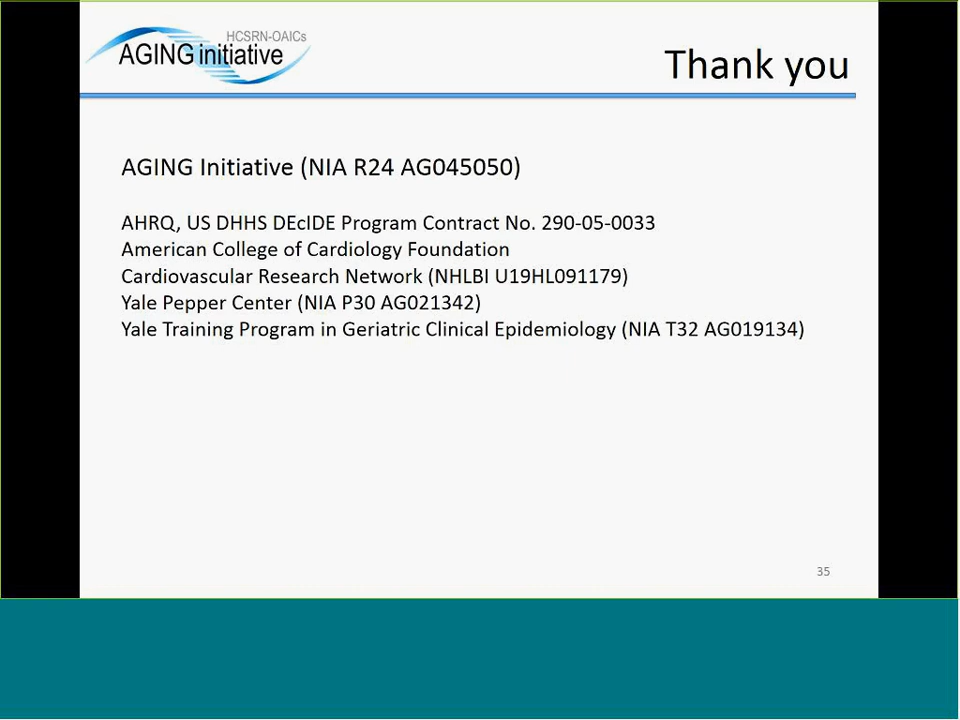 HCSRN-OAICs
AGING initiative
Thank you
AGING Initiative (NIA R24 AG045050)
AHRQ, US DHHS DEcIDE Program Contract No. 290-05-0033
American College of Cardiology Foundation
Cardiovascular Research Network (NHLBI U19HL091179)
Yale Pepper Center (NIA P30 AG021342)
Yale Training Program in Geriatric Clinical Epidemiology (NIA T32 AG019134)
35